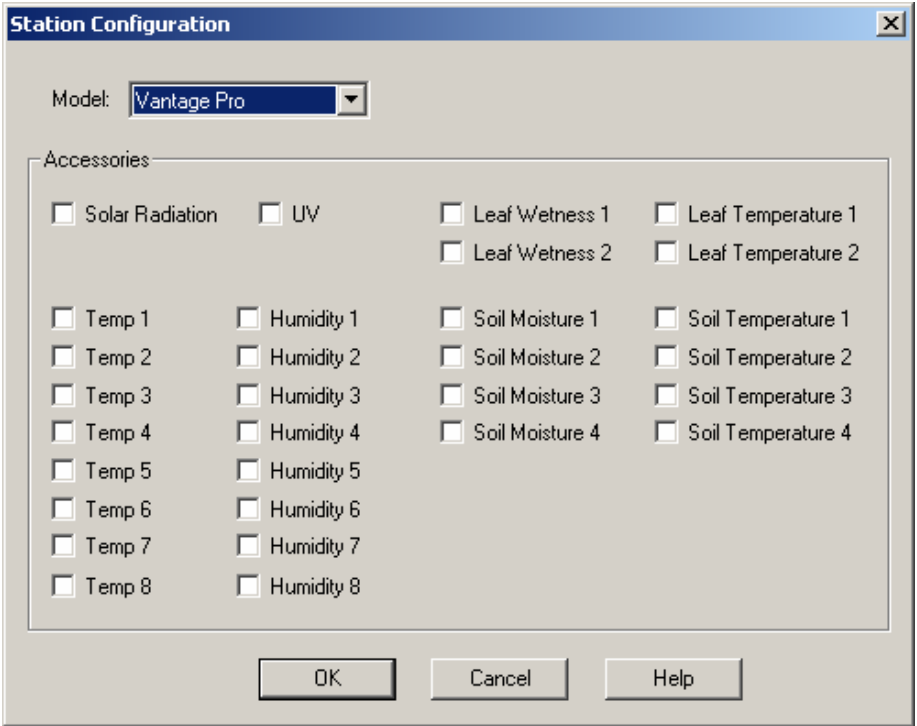 Station Configuration
Model: Vantage Pro
Accessories
Solar Radiation UV Leaf Wetness 1 Leaf Temperature 1
Leaf Wetness 2 Leaf Temperature 2
Temp 1 Humidity 1 Soil Moisture 1 Soil Temperature 1
Temp 2 Humidity 2 Soil Moisture 2 Soil Temperature 2
Temp 3 Humidity 3 Soil Moisture 3 Soil Temperature 3
Temp 4 Humidity 4 Soil Moisture 4 Soil Temperature 4
Temp 5 Humidity 5
Temp 6 Humidity 6
Temp 7 Humidity 7
Temp 8 Humidity 8
OK Cancel Help